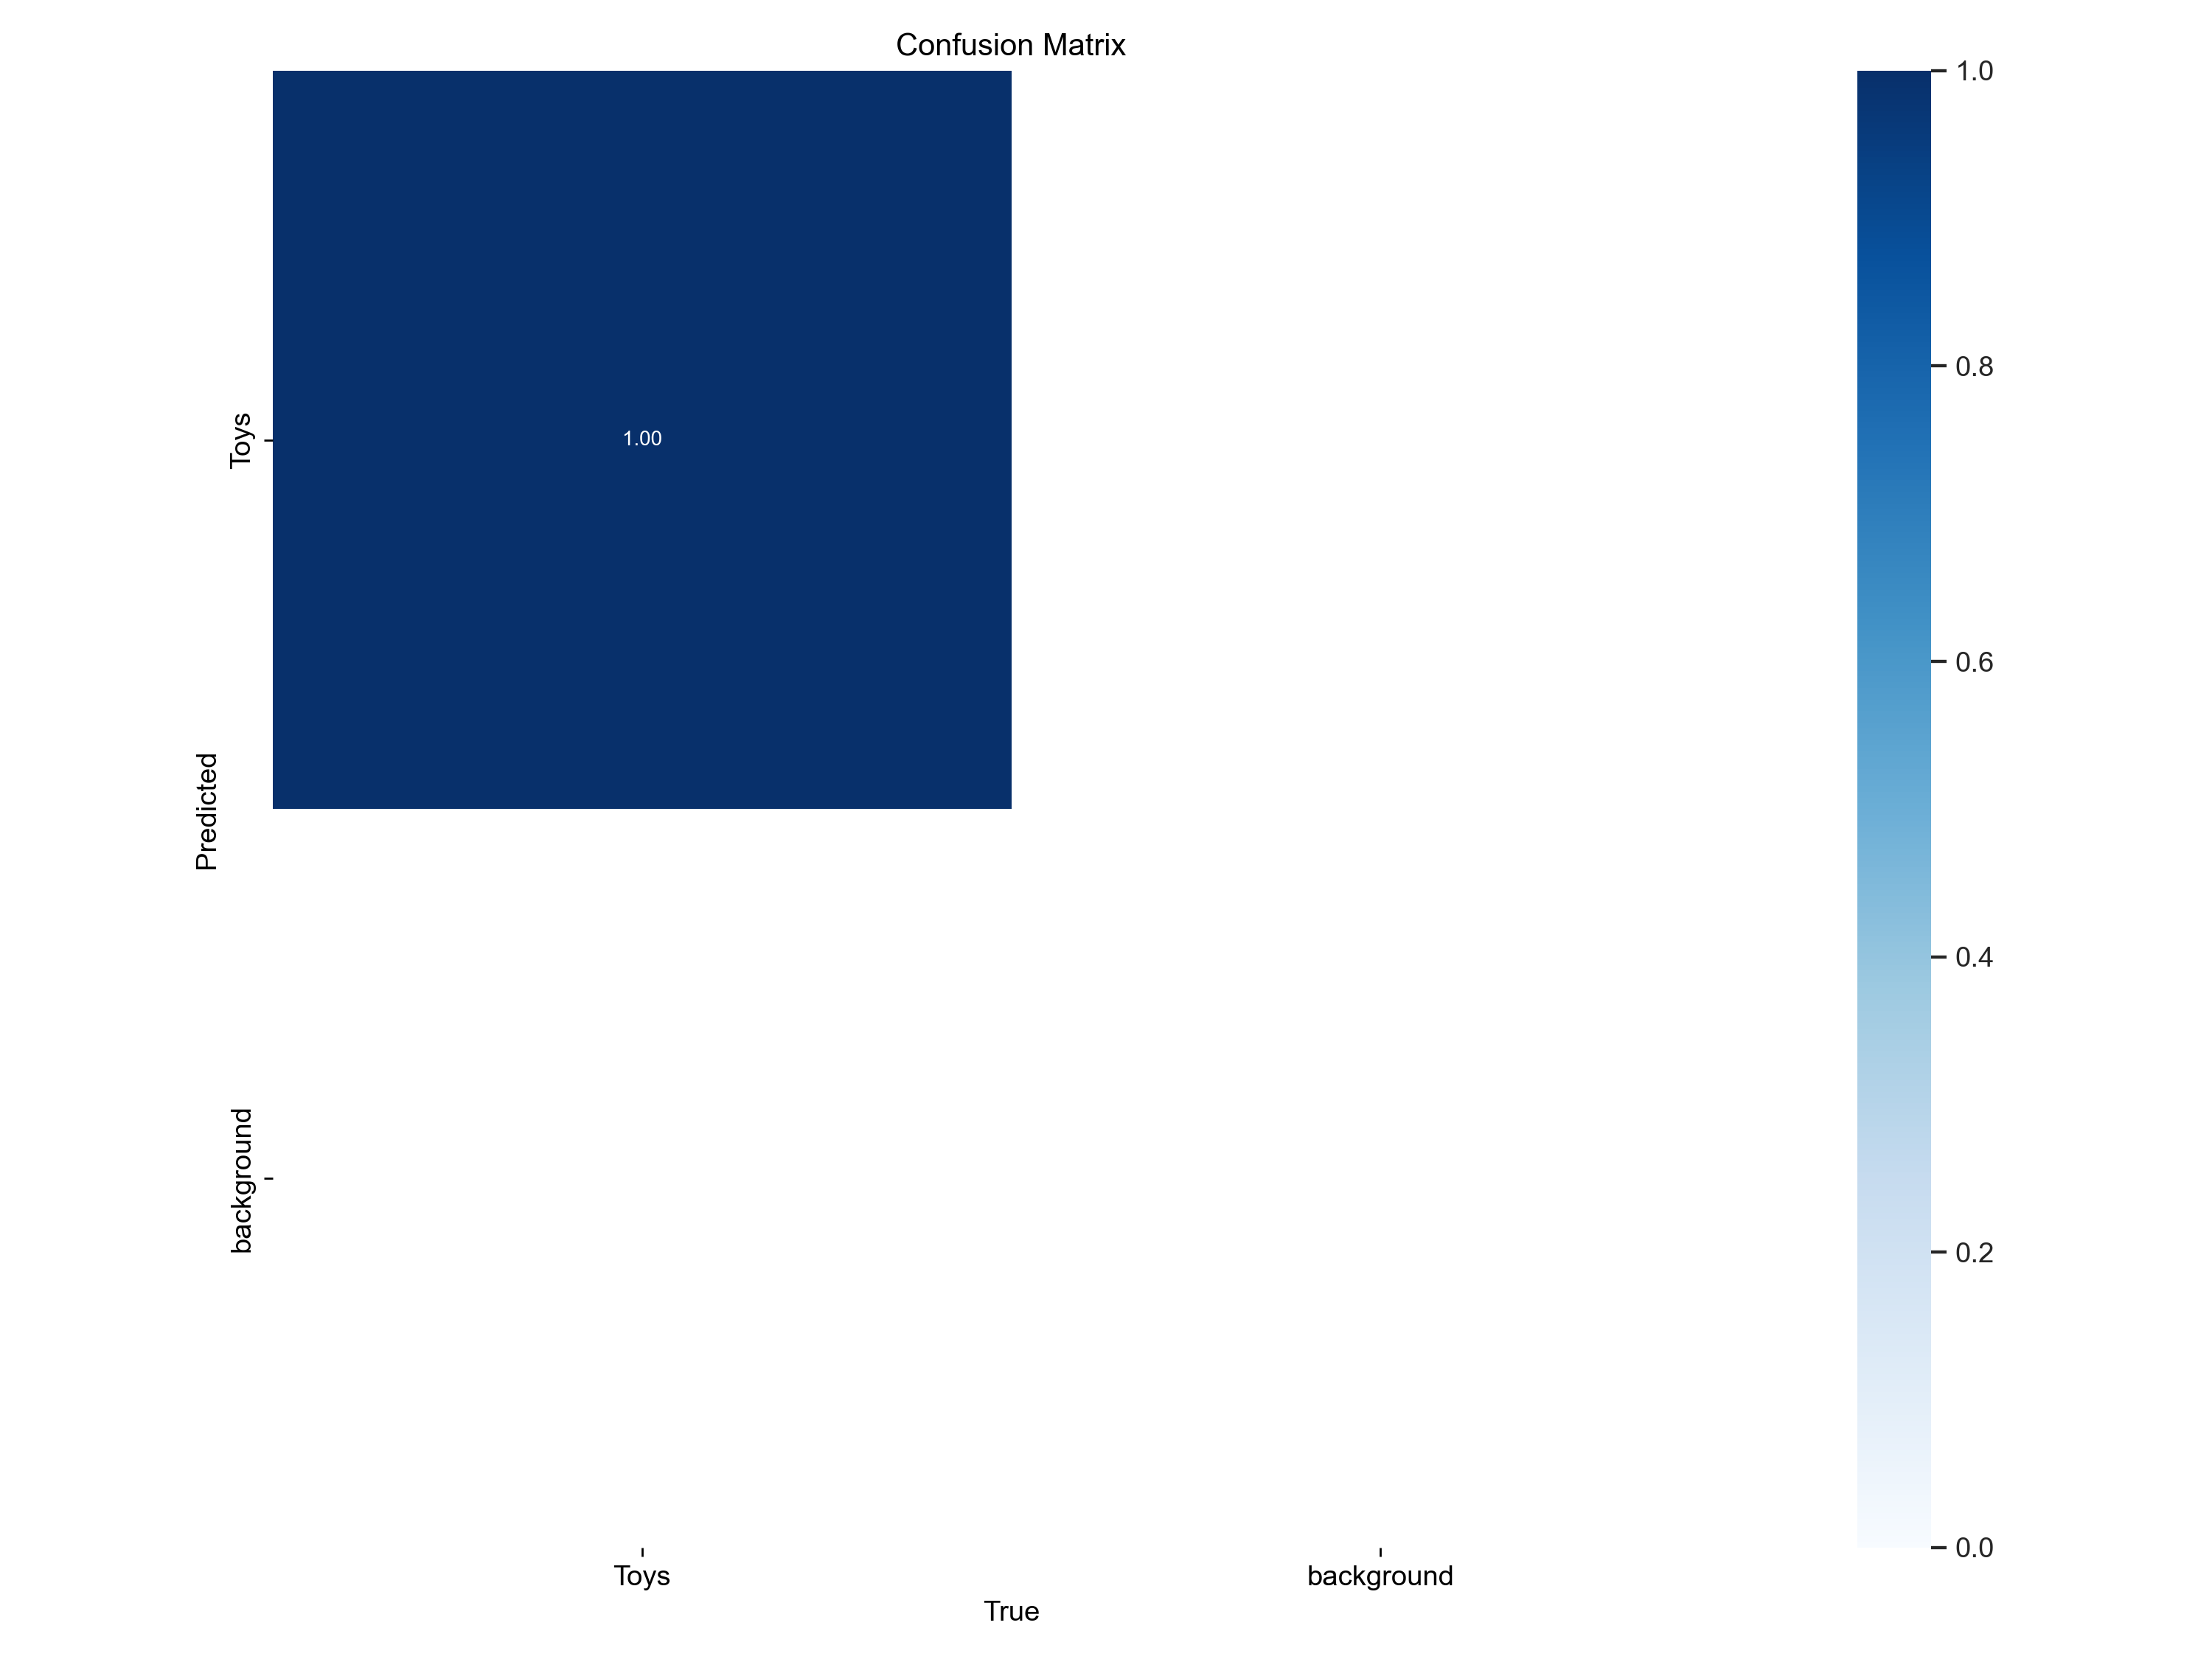 Confusion Matrix
Toys
1.00
Predicted
background
Toys
background
True
1.0
0.8
0.6
0.4
0.2
0.0